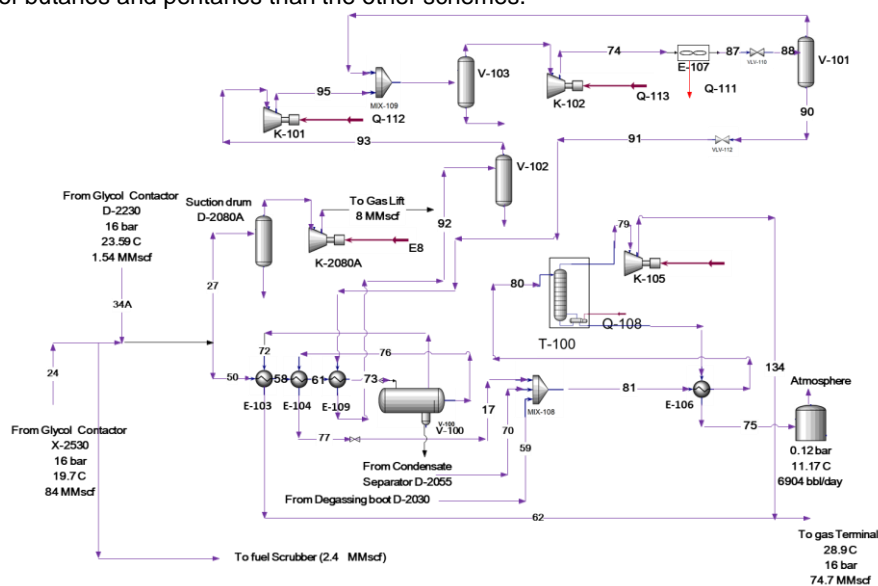 of butanes and pentanes than the other schemes.
74
87
88
V-101
V-103
E-107
VLV-110
95
MIX-109
K-102
Q-113
Q-111
K-101
Q-112
90
93
91
VLV-112
V-102
From Glycol Contactor
D-2230
16 bar
23.59 C
1.54 MMscf
Suction drum
D-2080A
To Gas Lift
8 MMscf
92
79
E8
K-2080A
K-105
27
80
34A
Q-108
T-100
72
76
134
24
50
58
61
73
E-103
E-104
E-109
V-100
V-100
17
MIX-108
81
E-106
Atmosphere
From Glycol Contactor
X-2530
16 bar
19.7 C
84 MMscf
77
70
59
75
From Condensate
Separator D-2055
0.12 bar
11.17 C
6904 bbl/day
From Degassing boot D-2030
62
To gas Terminal
28.9 C
16 bar
74.7 MMscf
To fuel Scrubber (2.4 MMscf)